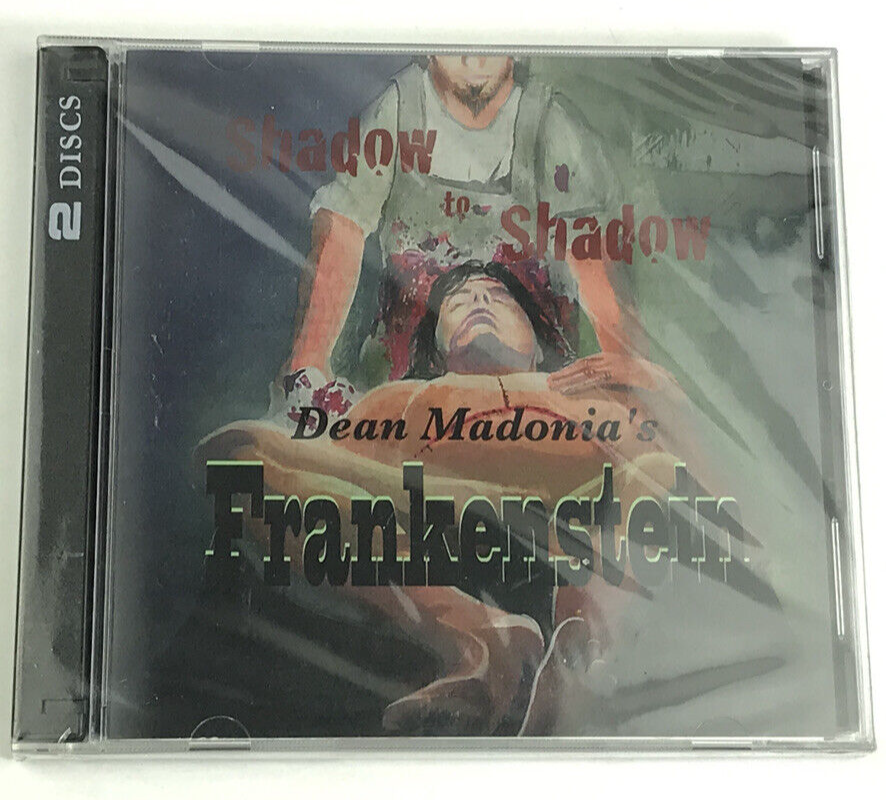 2 DISCS
Shadow
to
Shadow
Dean Madonia's
Frankenstein